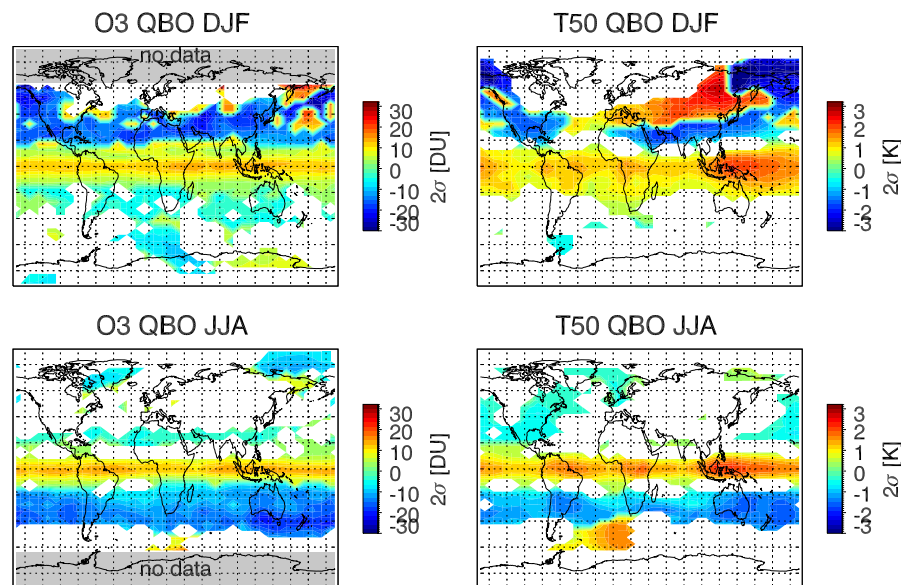 O3 QBO DJF
no data
30
20
10
0
-10
-20
-30
2σ [DU]
T50 QBO DJF
3
2
1
0
-1
-2
-3
2σ [K]
O3 QBO JJA
no data
30
20
10
0
-10
-20
-30
2σ [DU]
T50 QBO JJA
3
2
1
0
-1
-2
-3
2σ [K]